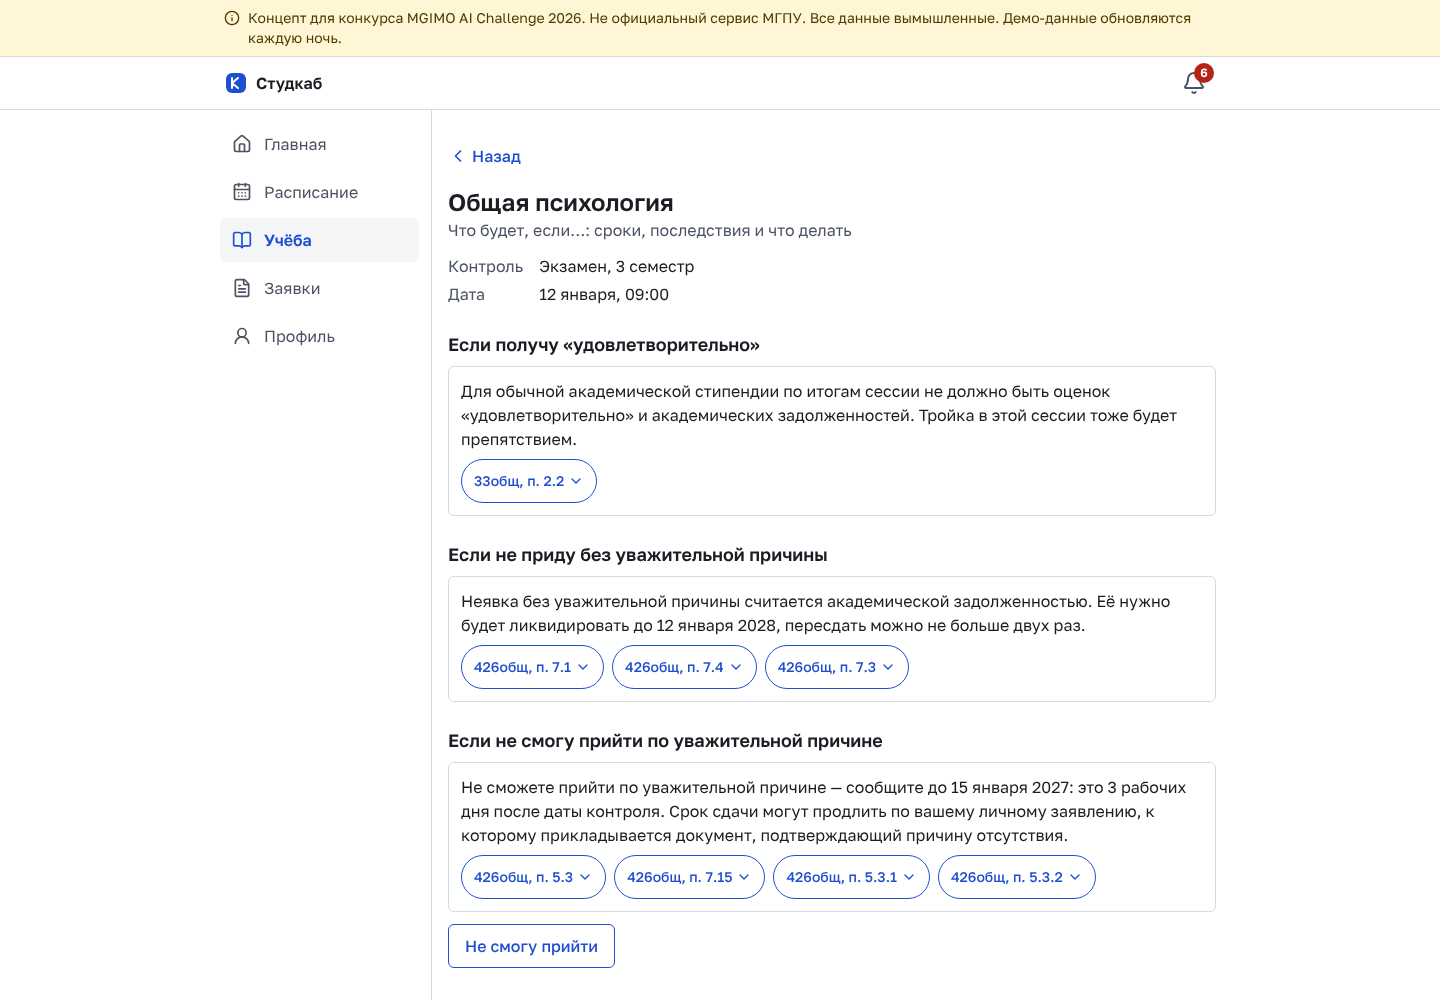 Концепт для конкурса MGIMO AI Challenge 2026. Не официальный сервис МГПУ. Все данные вымышленные. Демо-данные обновляются
каждую ночь.
Студкаб
6
Главная
Расписание
Учёба
Заявки
Профиль
Назад
Общая психология
Что будет, если...: сроки, последствия и что делать
Контроль Экзамен, 3 семестр
Дата 12 января, 09:00
Если получу «удовлетворительно»
Для обычной академической стипендии по итогам сессии не должно быть оценок
«удовлетворительно» и академических задолженностей. Тройка в этой сессии тоже будет
препятствием.
33общ, п. 2.2
Если не приду без уважительной причины
Неявка без уважительной причины считается академической задолженностью. Её нужно
будет ликвидировать до 12 января 2028, пересдать можно не больше двух раз.
426общ, п. 7.1 426общ, п. 7.4 426общ, п. 7.3
Если не смогу прийти по уважительной причине
Не сможете прийти по уважительной причине — сообщите до 15 января 2027: это 3 рабочих
дня после даты контроля. Срок сдачи могут продлить по вашему личному заявлению, к
которому прикладывается документ, подтверждающий причину отсутствия.
426общ, п. 5.3 426общ, п. 7.15 426общ, п. 5.3.1 426общ, п. 5.3.2
Не смогу прийти